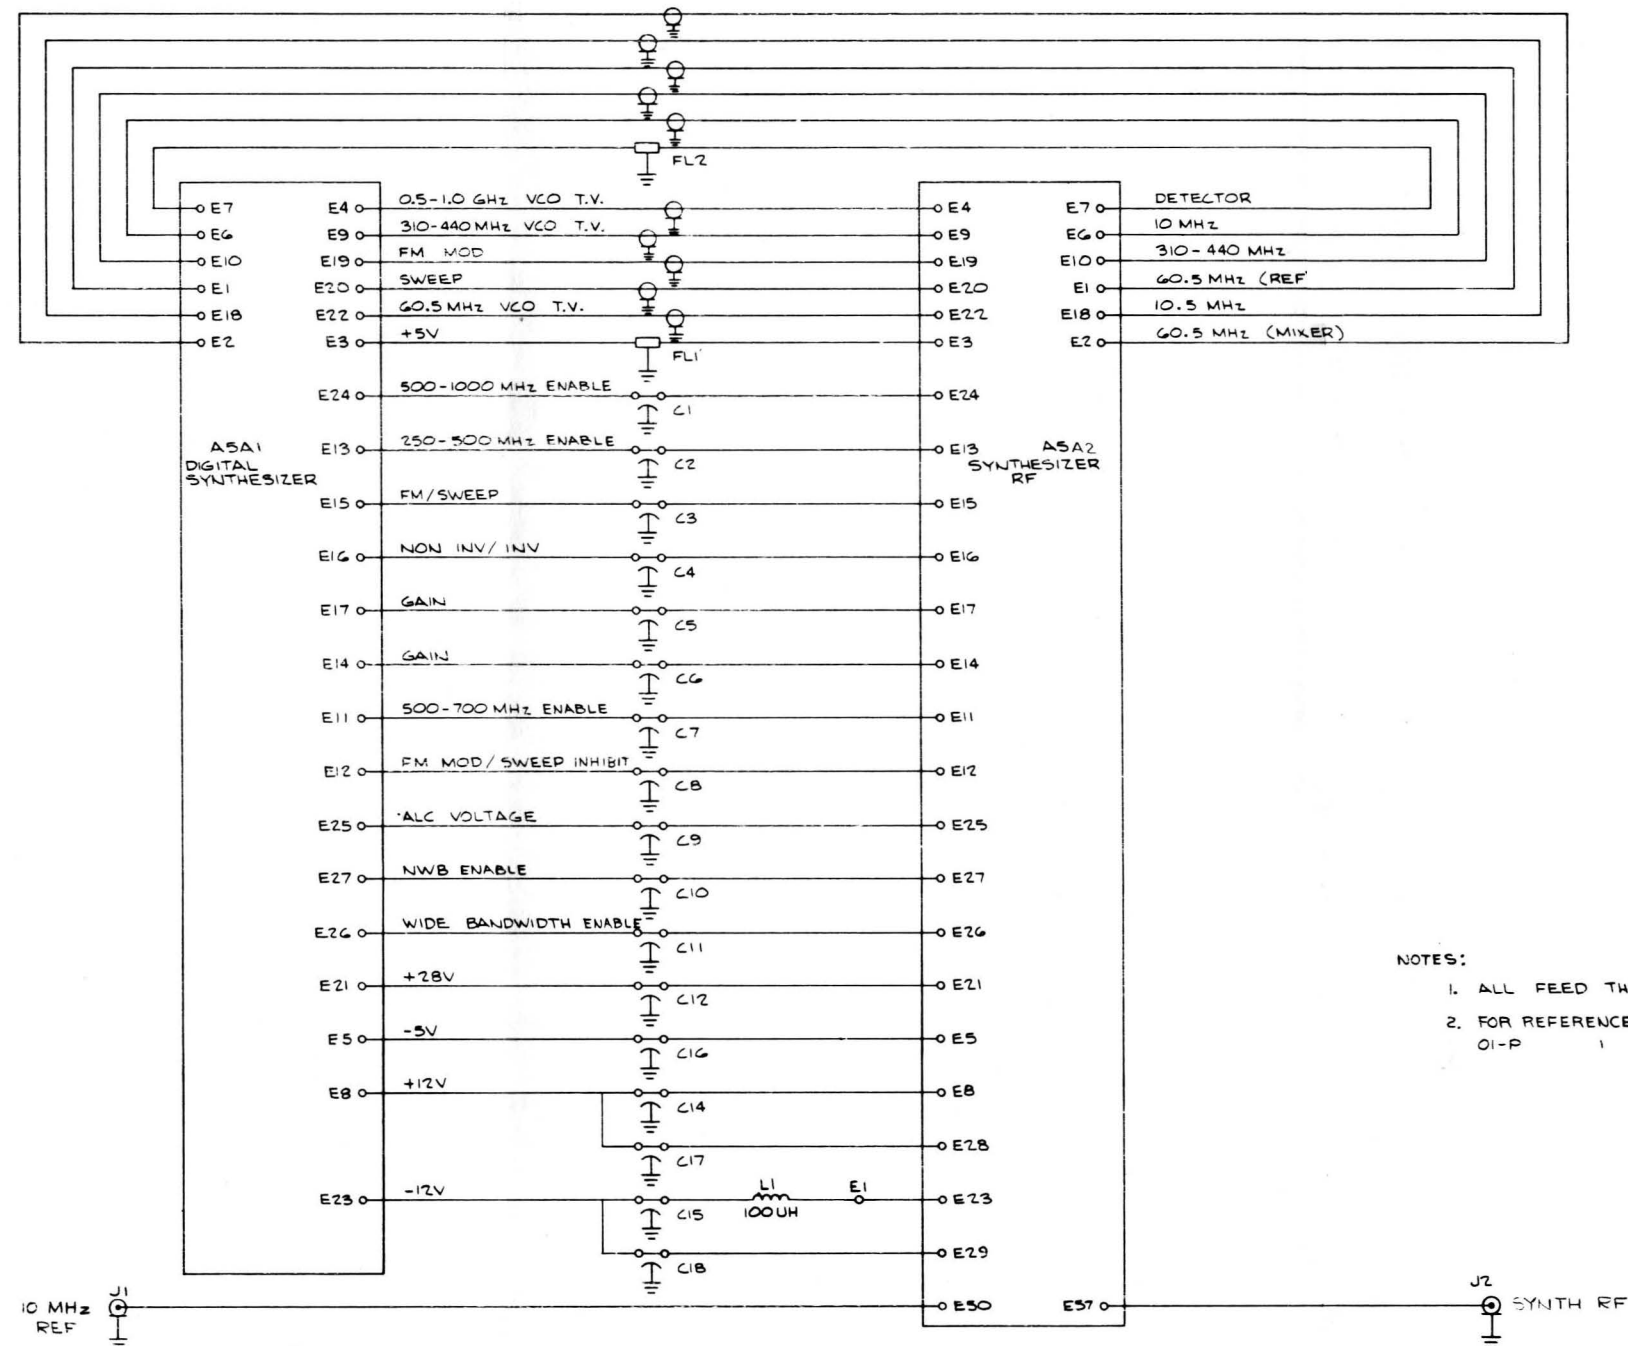 FL2
E7 E4 0.5-1.0 GHz VCO T.V. E4 E7 DETECTOR
E6 E9 310-440MHz VCO T.V. E9 E6 10 MHz
E10 E19 FM MOD E19 E10 310-440 MHz
E1 E20 SWEEP E20 E1 60.5 MHz (REF
E18 E22 60.5 MHz VCO T.V. E22 E18 10.5 MHz
E2 E3 +5V FL1 E3 E2 60.5 MHz (MIXER)
E24 500-1000 MHz ENABLE C1 E24
A5A1
DIGITAL
SYNTHESIZER
E13 250-500 MHz ENABLE C2 E13
A5A2
SYNTHESIZER
RF
E15 FM/SWEEP C3 E15
E16 NON INV/ INV C4 E16
E17 GAIN C5 E17
E14 GAIN C6 E14
E11 500-700 MHz ENABLE C7 E11
E12 FM MOD/SWEEP INHIBIT C8 E12
E25 ALC VOLTAGE C9 E25
E27 NWB ENABLE C10 E27
E26 WIDE BANDWIDTH ENABLE C11 E26
E21 +28V C12 E21
E5 -5V C16 E5
E8 +12V C14 E8
C17 E28
E23 -12V C15 L1 100UH E1 E23
C18 E29
NOTES:
1. ALL FEED TH
2. FOR REFERENCE
01-P 1
J1
10 MHz
REF
E50 E57
J2
SYNTH RF